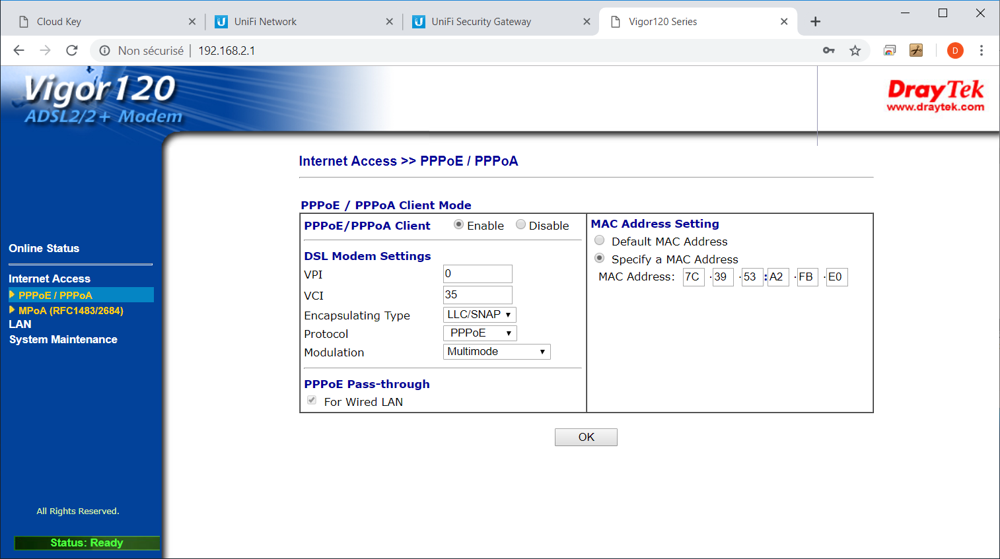 Cloud Key
UniFi Network
UniFi Security Gateway
Vigor120 Series
Non sécurisé | 192.168.2.1
D
Vigor120
ADSL2/2+ Modem
DrayTek
www.draytek.com
Online Status
Internet Access
PPPoE / PPPoA
MPoA (RFC1483/2684)
LAN
System Maintenance
All Rights Reserved.
Status: Ready
Internet Access >> PPPoE / PPPoA
PPPoE / PPPoA Client Mode
PPPoE/PPPoA Client Enable Disable
DSL Modem Settings
VPI 0
VCI 35
Encapsulating Type LLC/SNAP
Protocol PPPoE
Modulation Multimode
PPPoE Pass-through
For Wired LAN
MAC Address Setting
Default MAC Address
Specify a MAC Address
MAC Address: 7C ·39 ·53 :A2 ·FB ·E0
OK